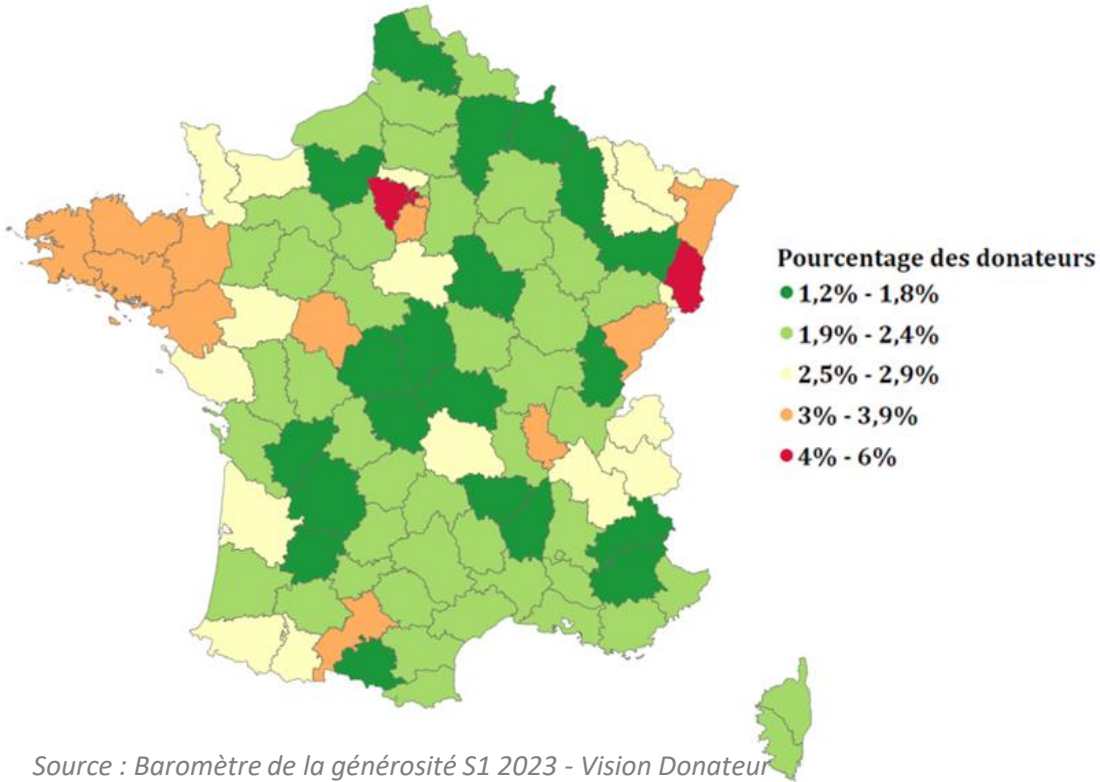 Pourcentage des donateurs
1,2% - 1,8%
1,9% - 2,4%
2,5% - 2,9%
3% - 3,9%
4% - 6%
Source : Baromètre de la générosité S1 2023 - Vision Donateur